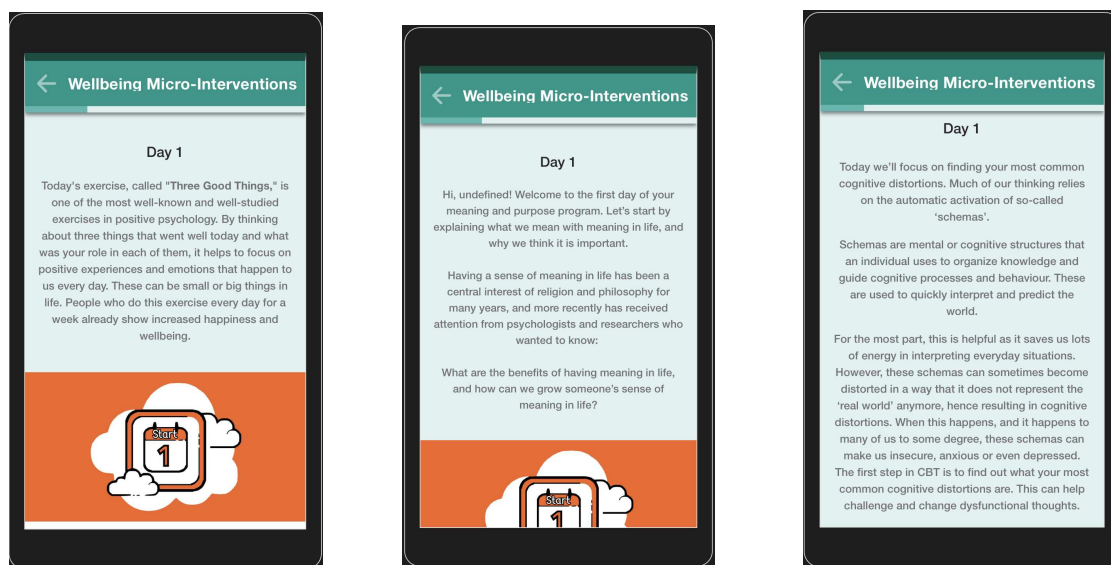 Wellbeing Micro-Interventions
Day 1
Today's exercise, called "Three Good Things," is
one of the most well-known and well-studied
exercises in positive psychology. By thinking
about three things that went well today and what
was your role in each of them, it helps to focus on
positive experiences and emotions that happen to
us every day. These can be small or big things in
life. People who do this exercise every day for a
week already show increased happiness and
wellbeing.
Start
1
Wellbeing Micro-Interventions
Day 1
Hi, undefined! Welcome to the first day of your
meaning and purpose program. Let's start by
explaining what we mean with meaning in life, and
why we think it is important.
Having a sense of meaning in life has been a
central interest of religion and philosophy for
many years, and more recently has received
attention from psychologists and researchers who
wanted to know:
What are the benefits of having meaning in life,
and how can we grow someone's sense of
meaning in life?
Start
1
Wellbeing Micro-Interventions
Day 1
Today we'll focus on finding your most common
cognitive distortions. Much of our thinking relies
on the automatic activation of so-called
'schemas'.
Schemas are mental or cognitive structures that
an individual uses to organize knowledge and
guide cognitive processes and behaviour. These
are used to quickly interpret and predict the
world.
For the most part, this is helpful as it saves us lots
of energy in interpreting everyday situations.
However, these schemas can sometimes become
distorted in a way that it does not represent the
'real world' anymore, hence resulting in cognitive
distortions. When this happens, and it happens to
many of us to some degree, these schemas can
make us insecure, anxious or even depressed.
The first step in CBT is to find out what your most
common cognitive distortions are. This can help
challenge and change dysfunctional thoughts.